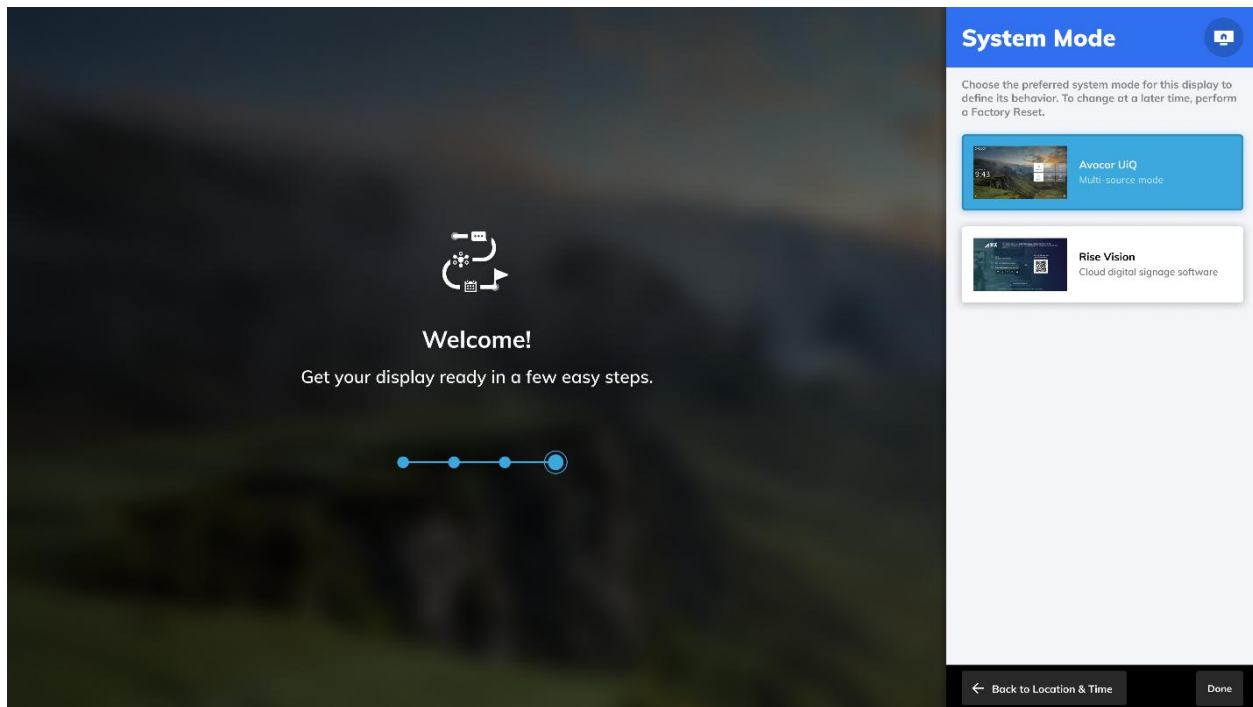 System Mode
Choose the preferred system mode for this display to
define its behavior. To change at a later time, perform
a Factory Reset.
9:43
Avocor UiQ
Multi-source mode
Rise Vision
Cloud digital signage software
Welcome!
Get your display ready in a few easy steps.
← Back to Location & Time
Done